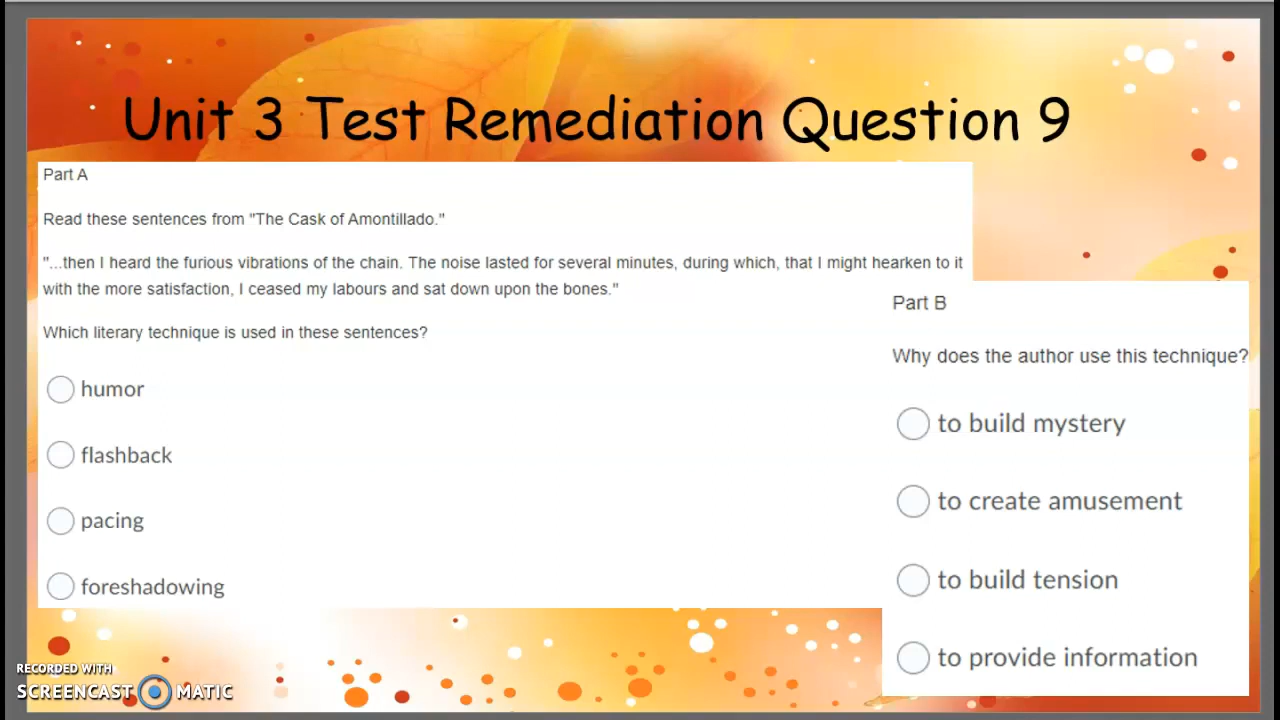 Unit 3 Test Remediation Question 9
Part A
Read these sentences from "The Cask of Amontillado."
"...then I heard the furious vibrations of the chain. The noise lasted for several minutes, during which, that I might hearken to it
with the more satisfaction, I ceased my labours and sat down upon the bones."
Which literary technique is used in these sentences?
humor
flashback
pacing
foreshadowing
Part B
Why does the author use this technique?
to build mystery
to create amusement
to build tension
to provide information
RECORDED WITH
SCREENCAST MATIC